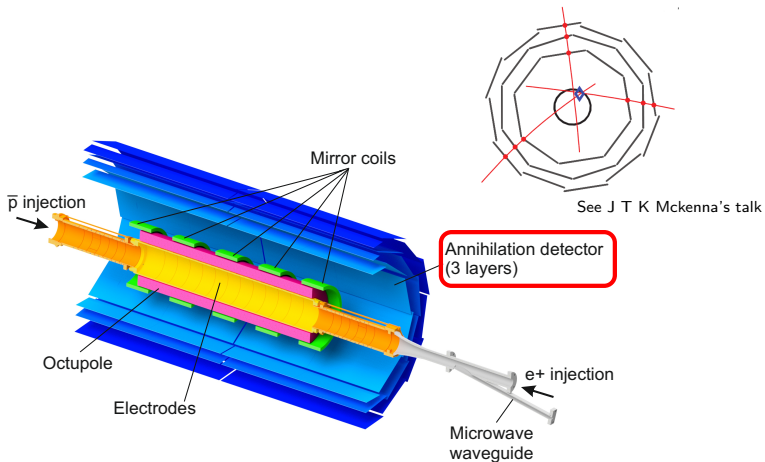 See J T K Mckenna's talk
Mirror coils
p̅ injection
Annihilation detector
(3 layers)
Octupole
Electrodes
e+ injection
Microwave
waveguide